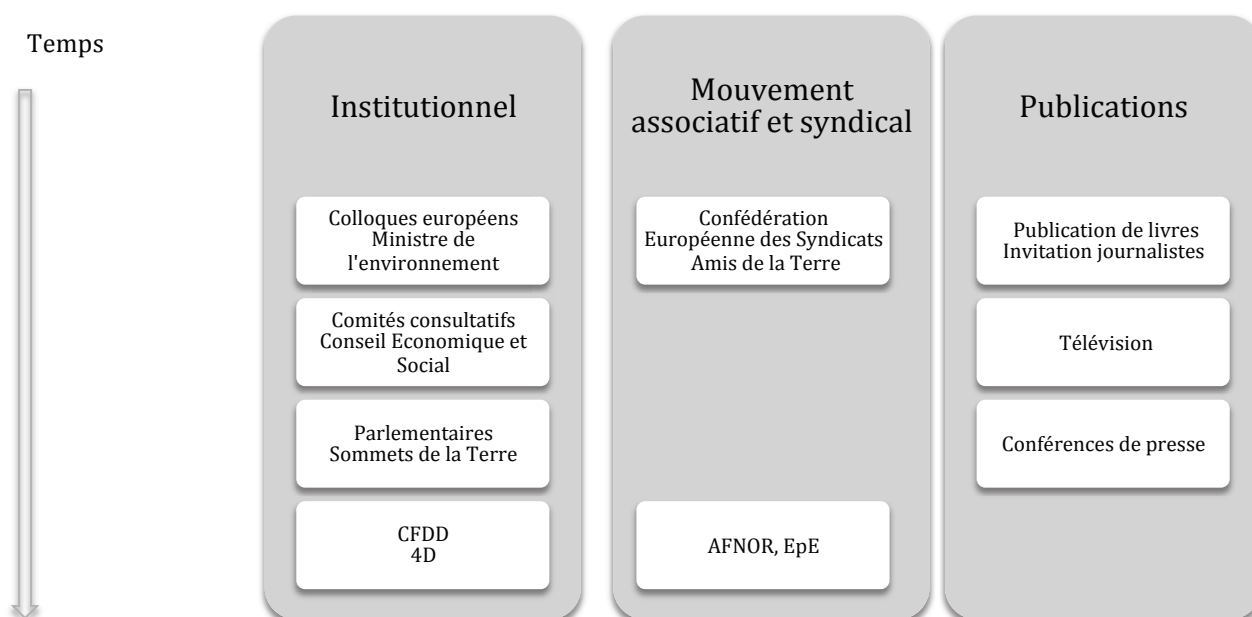 Temps
Institutionnel
Colloques européens
Ministre de
l'environnement
Comités consultatifs
Conseil Economique et
Social
Parlementaires
Sommets de la Terre
CFDD
4D
Mouvement
associatif et syndical
Confédération
Européenne des Syndicats
Amis de la Terre
AFNOR, EpE
Publications
Publication de livres
Invitation journalistes
Télévision
Conférences de presse